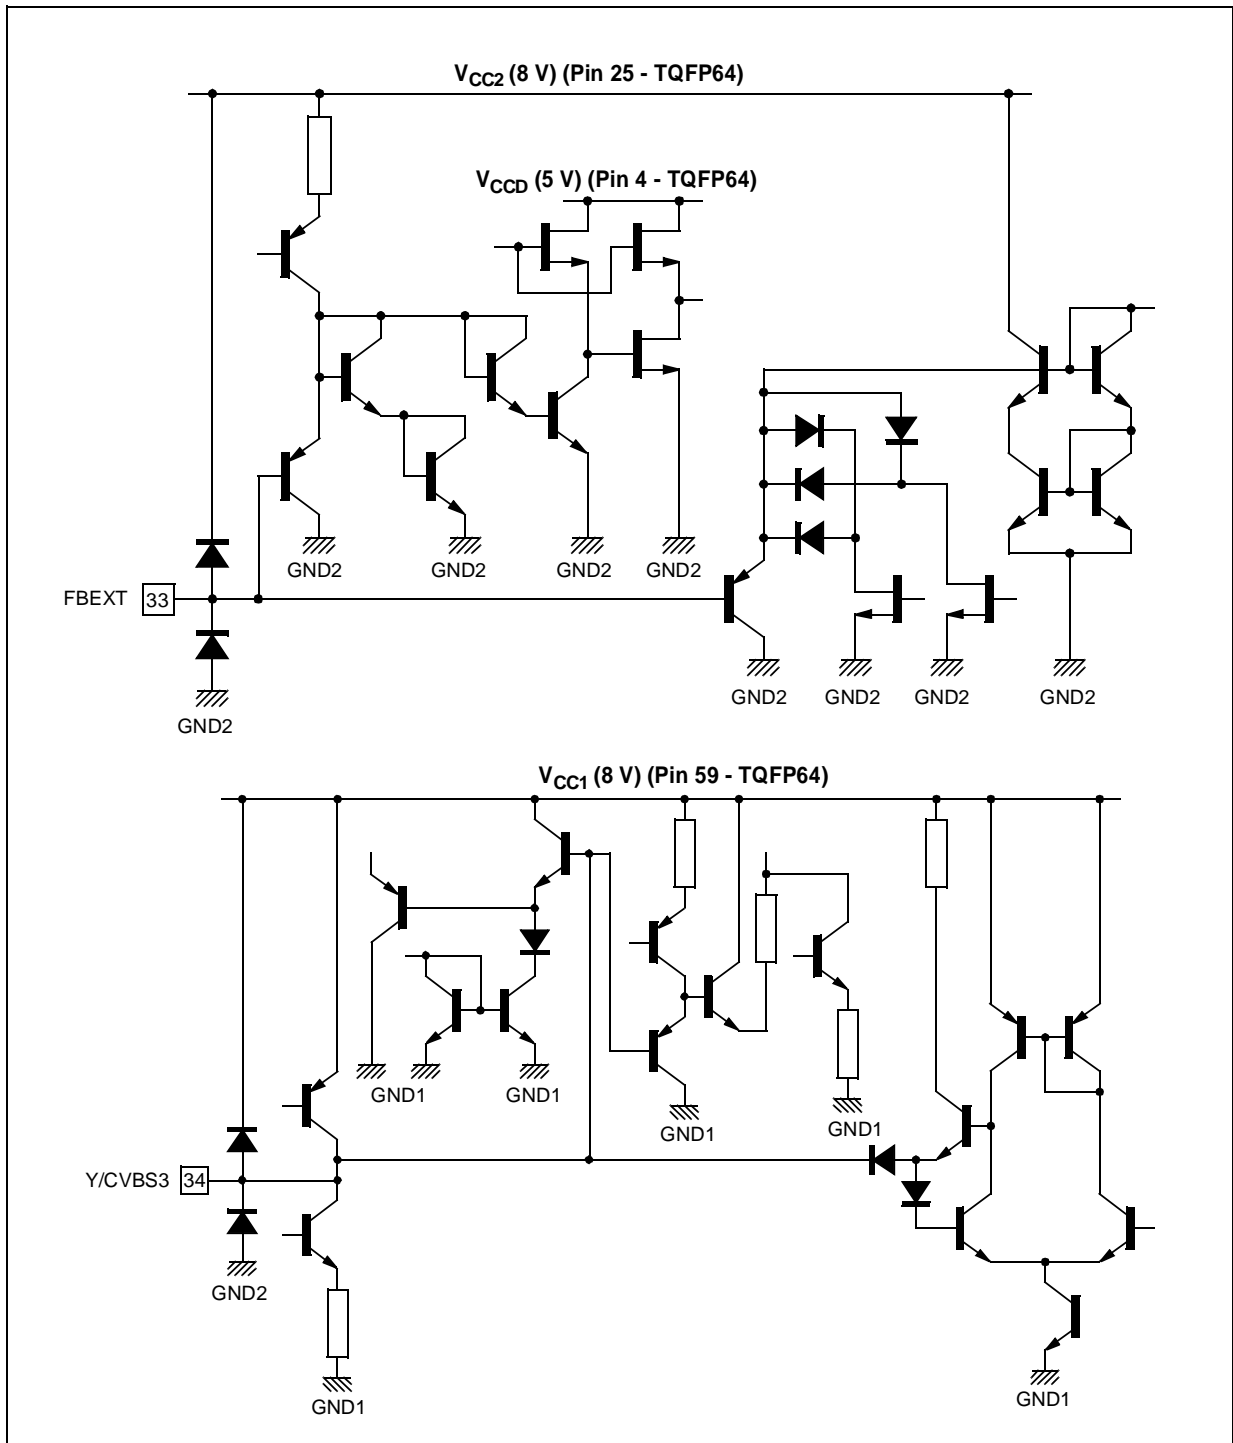 VCC2 (8 V) (Pin 25 - TQFP64)
VCCD (5 V) (Pin 4 - TQFP64)
GND2
GND2
GND2
GND2
FBEXT 33
GND2
GND2
GND2
GND2
GND2
VCC1 (8 V) (Pin 59 - TQFP64)
GND1
GND1
GND1
GND1
Y/CVBS3 34
GND2
GND1
GND1